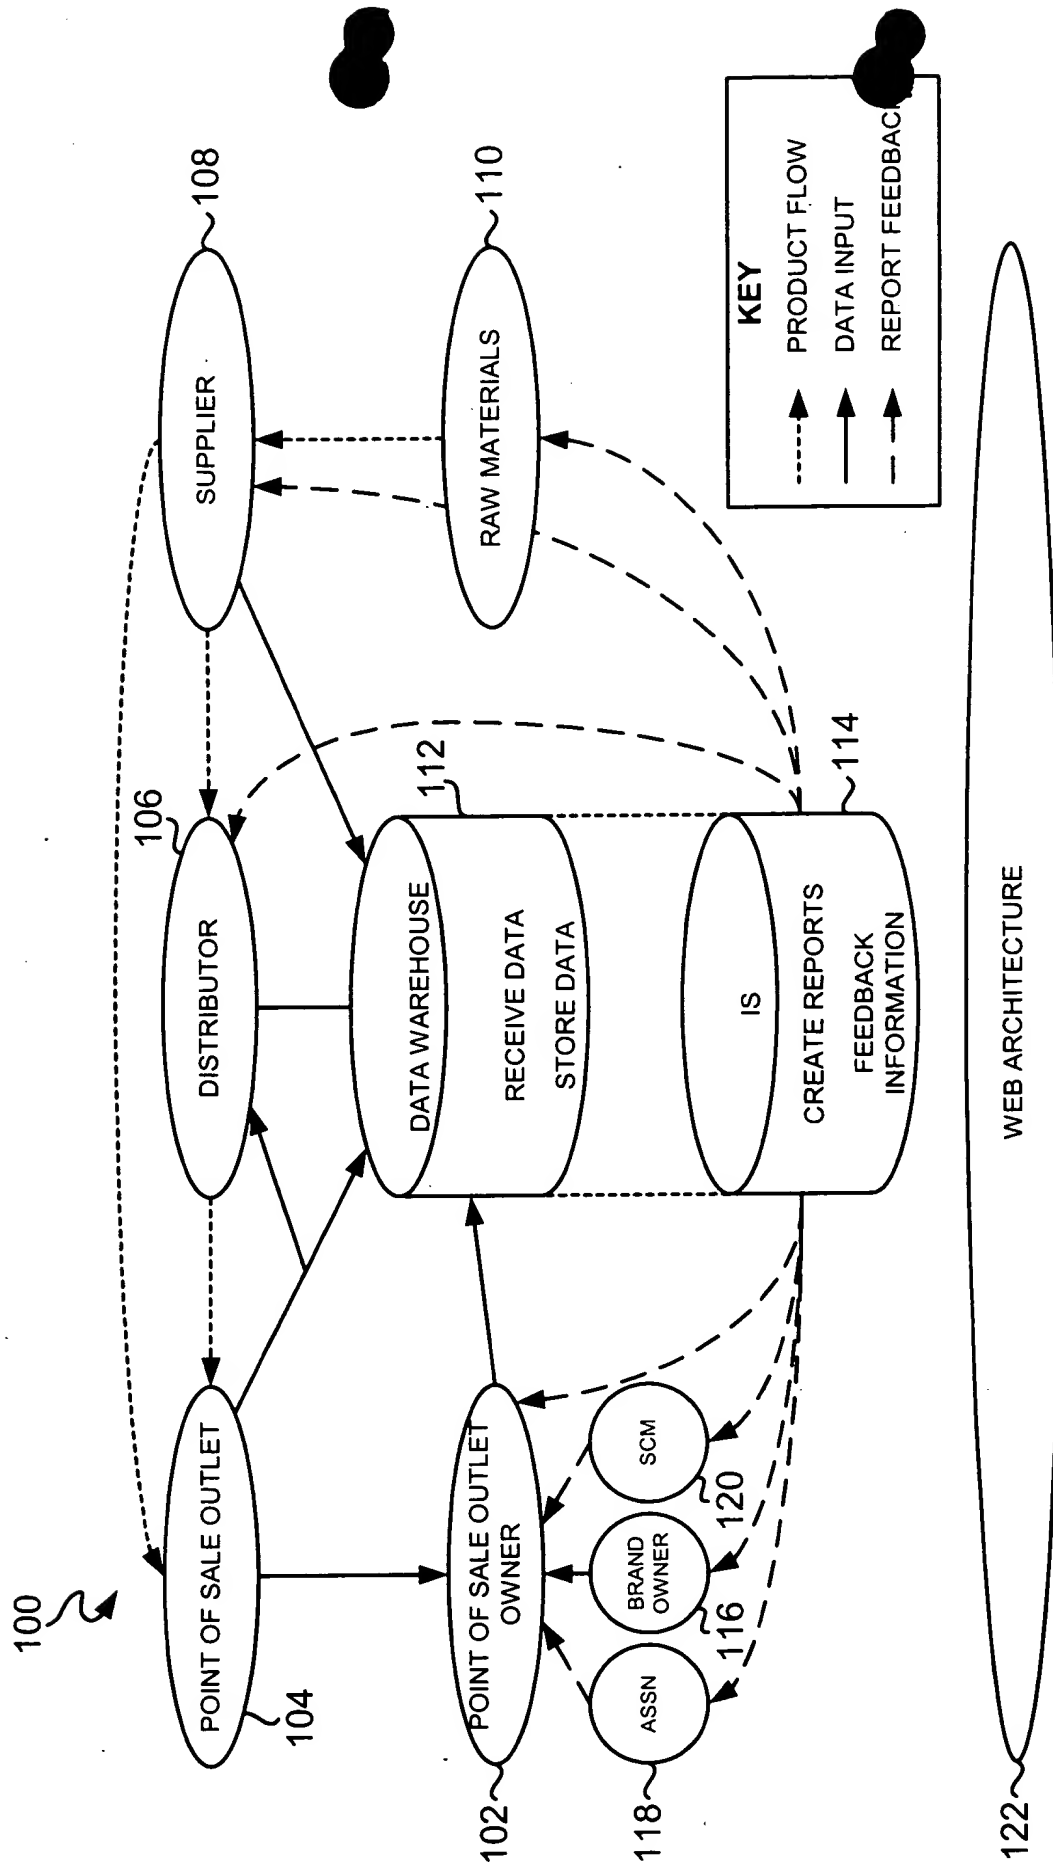 100
POINT OF SALE OUTLET
104
DISTRIBUTOR
106
SUPPLIER
108
POINT OF SALE OUTLET
OWNER
102
DATA WAREHOUSE
RECEIVE DATA
STORE DATA
112
RAW MATERIALS
110
ASSN
118
BRAND
OWNER
116
SCM
120
IS
CREATE REPORTS
FEEDBACK
INFORMATION
114
KEY
PRODUCT FLOW
DATA INPUT
REPORT FEEDBACK
WEB ARCHITECTURE
122